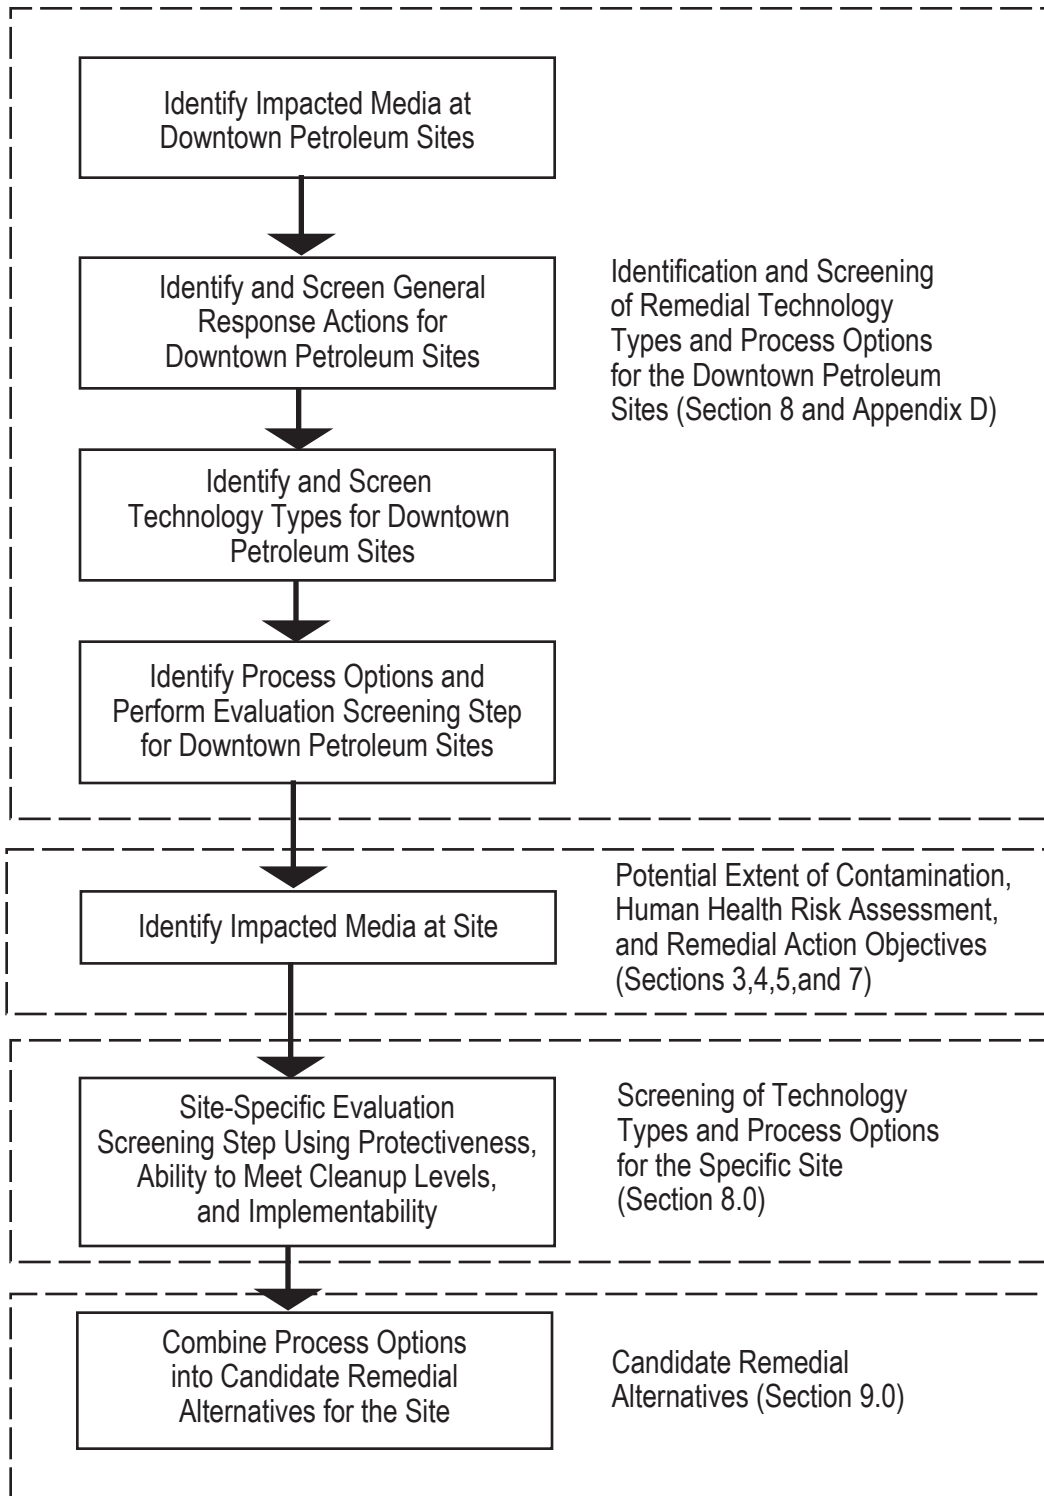 Identify Impacted Media at
Downtown Petroleum Sites
Identify and Screen General
Response Actions for
Downtown Petroleum Sites
Identification and Screening
of Remedial Technology
Types and Process Options
for the Downtown Petroleum
Sites (Section 8 and Appendix D)
Identify and Screen
Technology Types for Downtown
Petroleum Sites
Identify Process Options and
Perform Evaluation Screening Step
for Downtown Petroleum Sites
Identify Impacted Media at Site
Potential Extent of Contamination,
Human Health Risk Assessment,
and Remedial Action Objectives
(Sections 3,4,5,and 7)
Site-Specific Evaluation
Screening Step Using Protectiveness,
Ability to Meet Cleanup Levels,
and Implementability
Screening of Technology
Types and Process Options
for the Specific Site
(Section 8.0)
Combine Process Options
into Candidate Remedial
Alternatives for the Site
Candidate Remedial
Alternatives (Section 9.0)